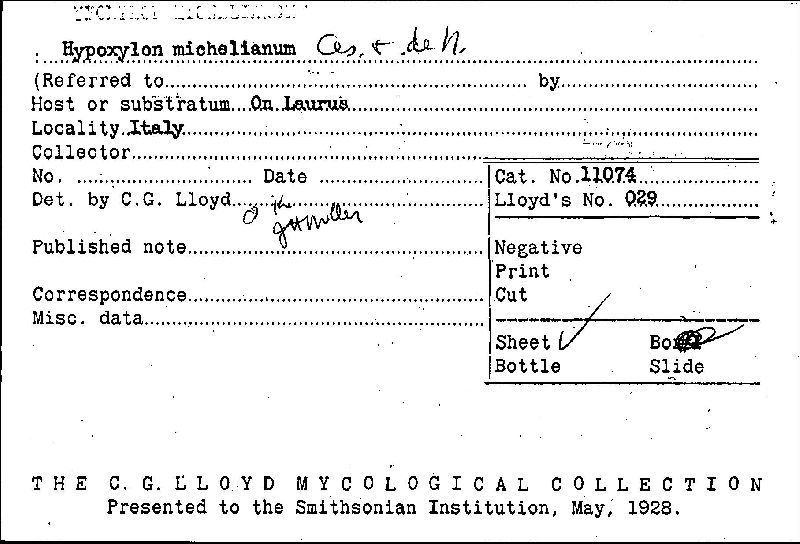 Hypoxylon michelianum Ces. & de N.
(Referred to by
Host or substratum On Laurus
Locality Italy
Collector
No. Date
Cat. No. 11074
Det. by C.G. Lloyd
Lloyd's No. 029
J H Miller
Published note
Negative
Print
Correspondence
Cut
Misc. data
Sheet ✓ Box
Bottle Slide
THE C. G. LLOYD MYCOLOGICAL COLLECTION
Presented to the Smithsonian Institution, May, 1928.